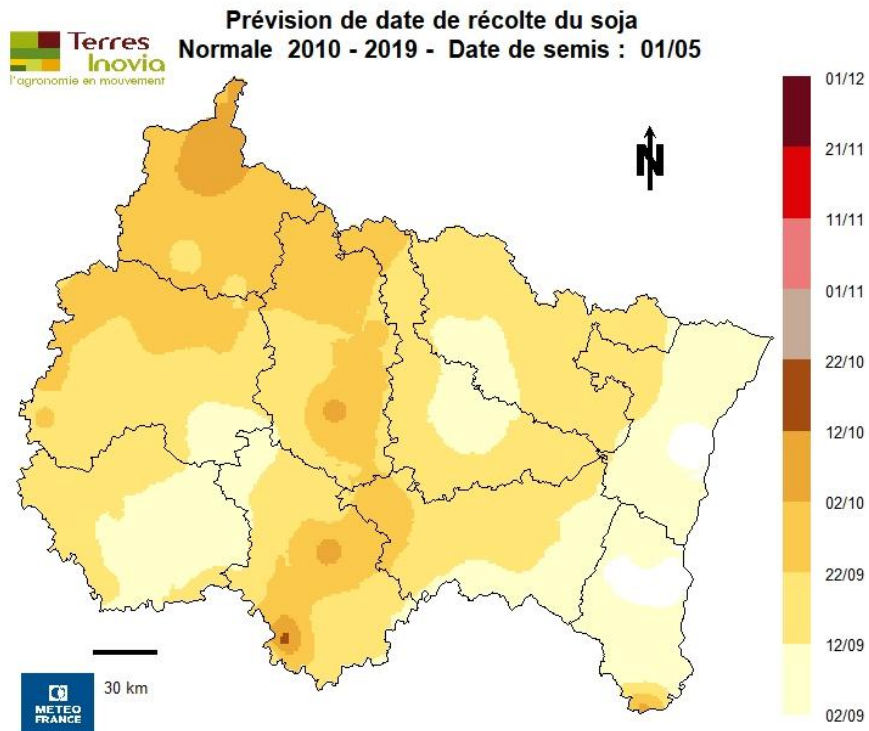 Prévision de date de récolte du soja
Normale 2010 - 2019 - Date de semis : 01/05
Terres
Inovia
l'agronomie en mouvement
N
01/12
21/11
11/11
01/11
22/10
12/10
02/10
22/09
12/09
02/09
30 km
METEO
FRANCE